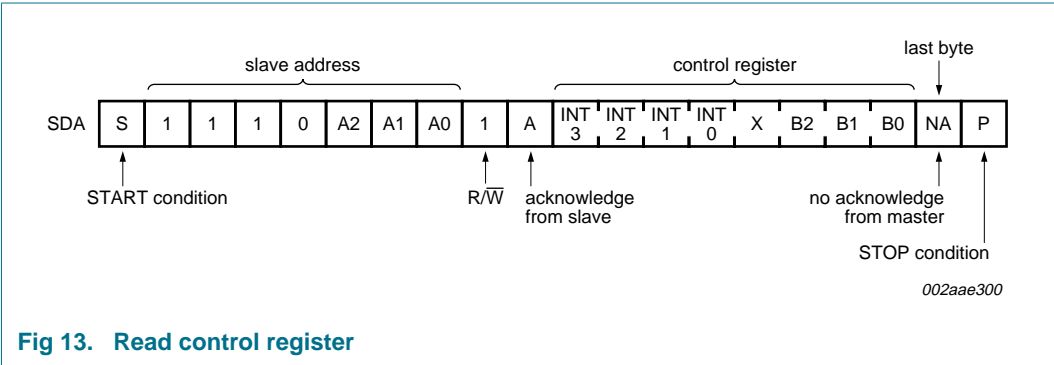 last byte
slave address control register
SDA S 1 1 1 0 A2 A1 A0 1 A INT 3 INT 2 INT 1 INT 0 X B2 B1 B0 NA P
START condition R/W̅ acknowledge from slave no acknowledge from master
STOP condition
002aae300
Fig 13. Read control register